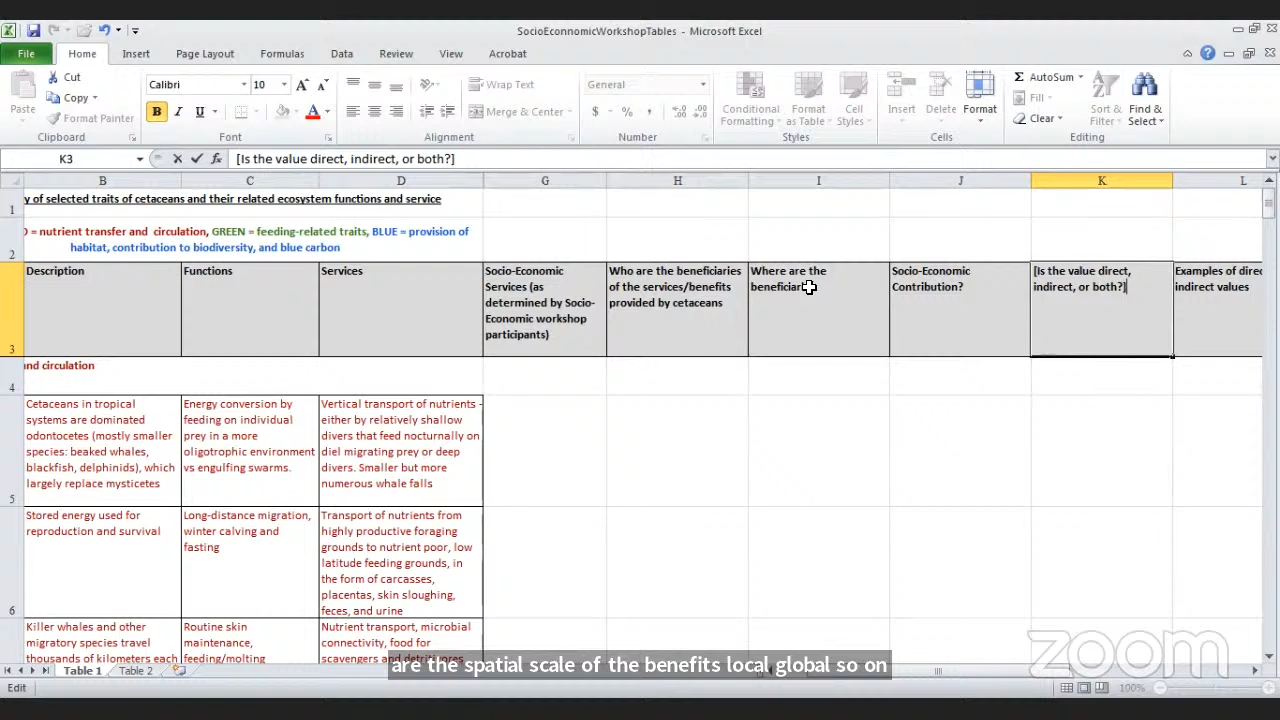 SocioEconnomicWorkshopTables - Microsoft Excel
File Home Insert Page Layout Formulas Data Review View Acrobat
Paste
Cut
Copy
Format Painter
Clipboard
Calibri 10
B I U
Font
Wrap Text
Merge & Center
Alignment
General
$ % ,
Number
Conditional Formatting
Format as Table
Cell Styles
Styles
Insert
Delete
Format
Cells
AutoSum
Fill
Clear
Sort & Filter
Find & Select
Editing
K3 fx [Is the value direct, indirect, or both?]
B C D G H I J K L
1
y of selected traits of cetaceans and their related ecosystem functions and service
2
= nutrient transfer and circulation, GREEN = feeding-related traits, BLUE = provision of
habitat, contribution to biodiversity, and blue carbon
3
Description
Functions
Services
Socio-Economic
Services (as
determined by Socio-
Economic workshop
participants)
Who are the beneficiaries
of the services/benefits
provided by cetaceans
Where are the
Socio-Economic
Contribution?
[Is the value direct,
indirect, or both?]
Examples of direc
indirect values
4
nd circulation
5
Cetaceans in tropical
systems are dominated
odontocetes (mostly smaller
species: beaked whales,
blackfish, delphinids), which
largely replace mysticetes
Energy conversion by
feeding on individual
prey in a more
oligotrophic environment
vs engulfing swarms.
Vertical transport of nutrients -
either by relatively shallow
divers that feed nocturnally on
diel migrating prey or deep
divers. Smaller but more
numerous whale falls
6
Stored energy used for
reproduction and survival
Long-distance migration,
winter calving and
fasting
Transport of nutrients from
highly productive foraging
grounds to nutrient poor, low
latitude feeding grounds, in
the form of carcasses,
placentas, skin sloughing,
feces, and urine
Killer whales and other
migratory species travel
thousands of kilometers each
Routine skin
maintenance,
feeding/molting
Nutrient transport, microbial
connectivity, food for
scavengers and detritivores
are the spatial scale of the benefits local global so on
zoom
Table 1 Table 2
Edit
100%